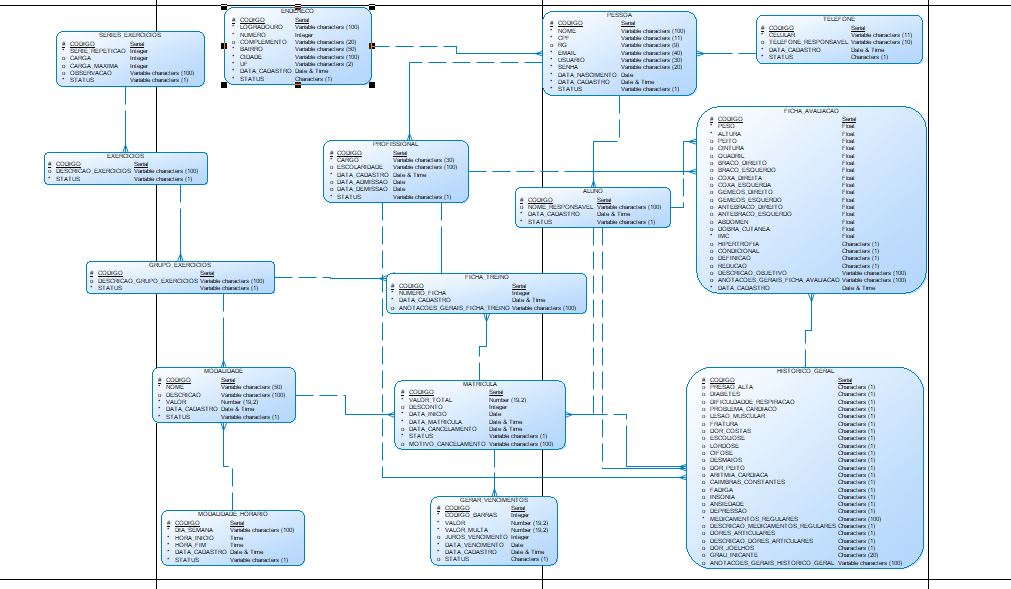 ENDERECO
# CODIGO Serial
* LOGRADOURO Variable characters (100)
* NUMERO Integer
o COMPLEMENTO Variable characters (20)
* BAIRRO Variable characters (50)
* CIDADE Variable characters (100)
* UF Variable characters (2)
* DATA_CADASTRO Date & Time
* STATUS Characters (1)
PESSOA
# CODIGO Serial
* NOME Variable characters (100)
* CPF Variable characters (11)
o RG Variable characters (9)
* EMAIL Variable characters (40)
* USUARIO Variable characters (30)
* SENHA Variable characters (20)
* DATA_NASCIMENTO Date
* DATA_CADASTRO Date & Time
* STATUS Variable characters (1)
TELEFONE
# CODIGO Serial
* CELULAR Variable characters (11)
o TELEFONE_RESPONSAVEL Variable characters (10)
* DATA_CADASTRO Date & Time
* STATUS Characters (1)
SERIES_EXERCICIOS
# CODIGO Serial
* SERIE_REPETICAO Integer
o CARGA Integer
o CARGA_MAXIMA Integer
o OBSERVACAO Variable characters (100)
* STATUS Variable characters (1)
EXERCICIOS
# CODIGO Serial
o DESCRICAO_EXERCICIOS Variable characters (100)
* STATUS Variable characters (1)
PROFISSIONAL
# CODIGO Serial
* CARGO Variable characters (30)
o ESCOLARIDADE Variable characters (100)
* DATA_CADASTRO Date & Time
o DATA_ADMISSAO Date
o DATA_DEMISSAO Date
* STATUS Variable characters (1)
ALUNO
# CODIGO Serial
o NOME_RESPONSAVEL Variable characters (100)
* DATA_CADASTRO Date & Time
* STATUS Variable characters (1)
FICHA_AVALIACAO
# CODIGO Serial
* PESO Float
* ALTURA Float
o PEITO Float
o CINTURA Float
o QUADRIL Float
o BRACO_DIREITO Float
o BRACO_ESQUERDO Float
o COXA_DIREITA Float
o COXA_ESQUERDA Float
o GEMEOS_DIREITO Float
o GEMEOS_ESQUERDO Float
o ANTEBRACO_DIREITO Float
o ANTEBRACO_ESQUERDO Float
o ABDOMEN Float
o DOBRA_CUTANEA Float
* IMC Float
o HIPERTROFIA Characters (1)
o CONDICIONAL Characters (1)
o DEFINICAO Characters (1)
o REDUCAO Characters (1)
o DESCRICAO_OBJETIVO Variable characters (100)
o ANOTACOES_GERAIS_FICHA_AVALIACAO Variable characters (100)
* DATA_CADASTRO Date & Time
GRUPO_EXERCICIOS
# CODIGO Serial
o DESCRICAO_GRUPO_EXERCICIOS Variable characters (100)
* STATUS Variable characters (1)
FICHA_TREINO
# CODIGO Serial
* NUMERO_FICHA Integer
* DATA_CADASTRO Date & Time
o ANOTACOES_GERAIS_FICHA_TREINO Variable characters (100)
MODALIDADE
# CODIGO Serial
* NOME Variable characters (50)
o DESCRICAO Variable characters (100)
* VALOR Number (19,2)
* DATA_CADASTRO Date & Time
* STATUS Variable characters (1)
MATRICULA
# CODIGO Serial
* VALOR_TOTAL Number (19,2)
o DESCONTO Integer
* DATA_INICIO Date
* DATA_MATRICULA Date & Time
o DATA_CANCELAMENTO Date & Time
* STATUS Variable characters (1)
o MOTIVO_CANCELAMENTO Variable characters (100)
HISTORICO_GERAL
# CODIGO Serial
o PRESAO_ALTA Characters (1)
o DIABETES Characters (1)
o DIFICULDADDE_RESPIRACAO Characters (1)
o PROBLEMA_CARDIACO Characters (1)
o LESAO_MUSCULAR Characters (1)
o FRATURA Characters (1)
o DOR_COSTAS Characters (1)
o ESCOLIOSE Characters (1)
o LORDOSE Characters (1)
o CIFOSE Characters (1)
o DESMAIOS Characters (1)
o DOR_PEITO Characters (1)
o ARITMIA_CARDIACA Characters (1)
o CAIMBRAS_CONSTANTES Characters (1)
o FADIGA Characters (1)
o INSONIA Characters (1)
o ANSIEDADE Characters (1)
o DEPRESSÃO Characters (1)
* MEDICAMENTOS_REGULARES Characters (100)
o DESCRICAO_MEDICAMENTOS_REGULARES Characters (1)
* DORES_ARTICULARES Characters (1)
o DESCRICAO_DORES_ARTICULARES Characters (1)
o DOR_JOELHOS Characters (1)
o GRAU_INICANTE Characters (20)
o ANOTACOES_GERAIS_HISTORICO_GERAL Variable characters (100)
MODALIDADE_HORARIO
# CODIGO Serial
* DIA_SEMANA Variable characters (100)
* HORA_INICIO Time
* HORA_FIM Time
* DATA_CADASTRO Date & Time
* STATUS Variable characters (1)
GERAR_VENCIMENTOS
# CODIGO Serial
* CODIGO_BARRAS Integer
* VALOR Number (19,2)
* VALOR_MULTA Number (19,2)
o JUROS_VENCIMENTO Integer
* DATA_VENCIMENTO Date
* DATA_CADASTRO Date & Time
o STATUS Characters (1)